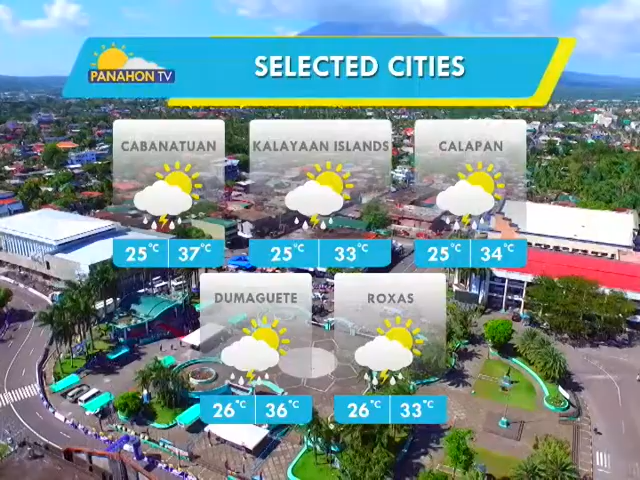 PANAHON TV
SELECTED CITIES
CABANATUAN
25°C 37°C
KALAYAAN ISLANDS
25°C 33°C
CALAPAN
25°C 34°C
DUMAGUETE
26°C 36°C
ROXAS
26°C 33°C